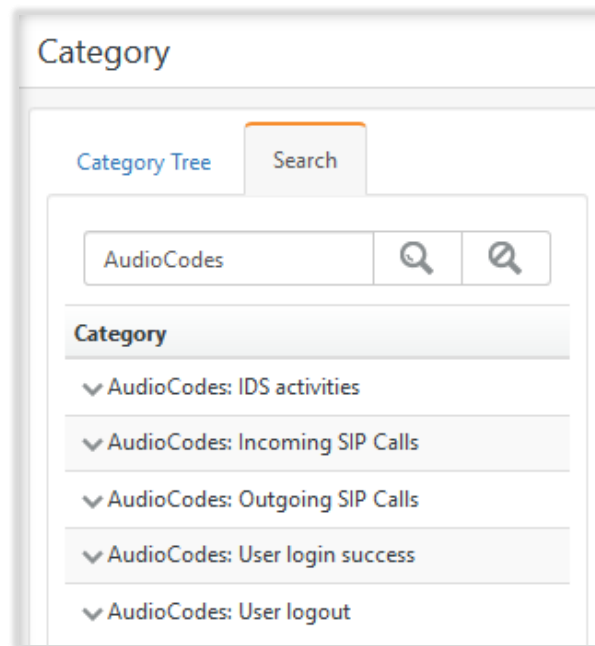 Category
Category Tree
Search
AudioCodes
Category
AudioCodes: IDS activities
AudioCodes: Incoming SIP Calls
AudioCodes: Outgoing SIP Calls
AudioCodes: User login success
AudioCodes: User logout